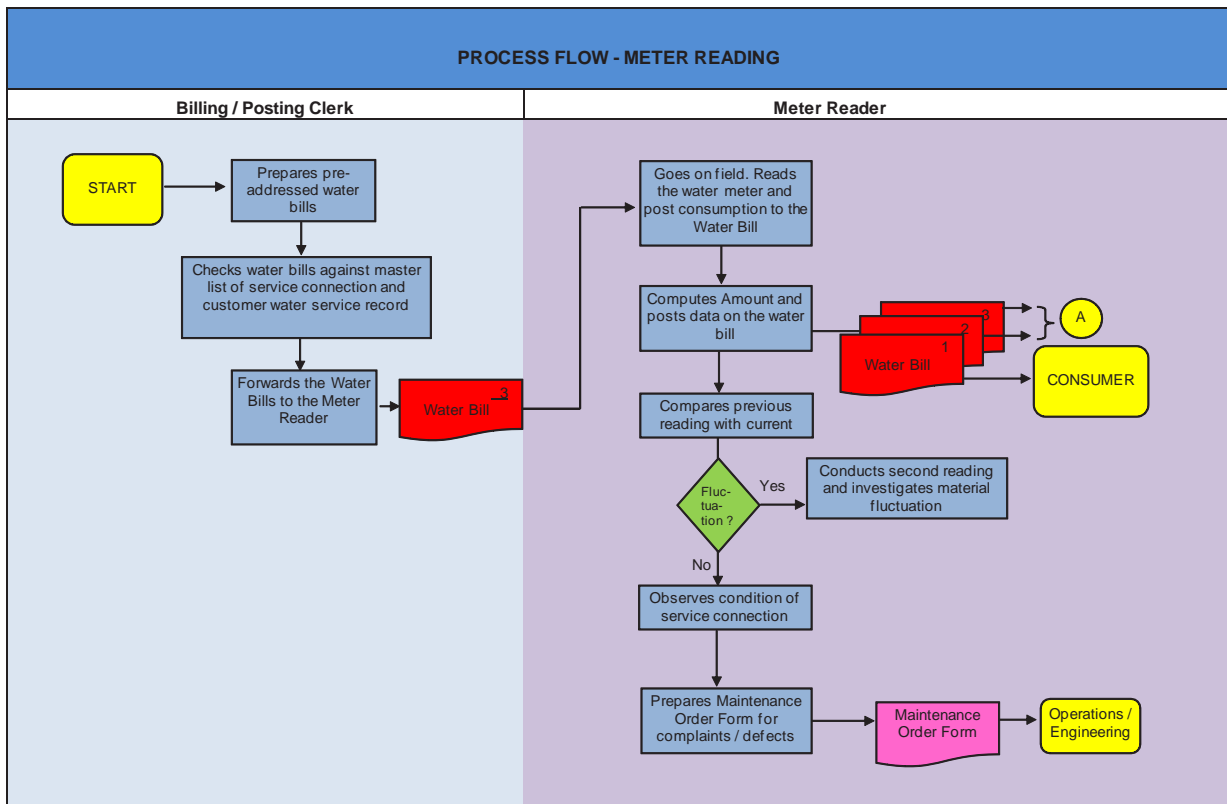 PROCESS FLOW - METER READING
Billing / Posting Clerk
Meter Reader
START
Prepares pre-
addressed water
bills
Checks water bills against master
list of service connection and
customer water service record
Forwards the Water
Bills to the Meter
Reader
3
Water Bill
Goes on field. Reads
the water meter and
post consumption to the
Water Bill
Computes Amount and
posts data on the water
bill
3
2
1
Water Bill
A
CONSUMER
Compares previous
reading with current
Fluc-
tua-
tion ?
Yes
Conducts second reading
and investigates material
fluctuation
No
Observes condition of
service connection
Prepares Maintenance
Order Form for
complaints / defects
Maintenance
Order Form
Operations /
Engineering